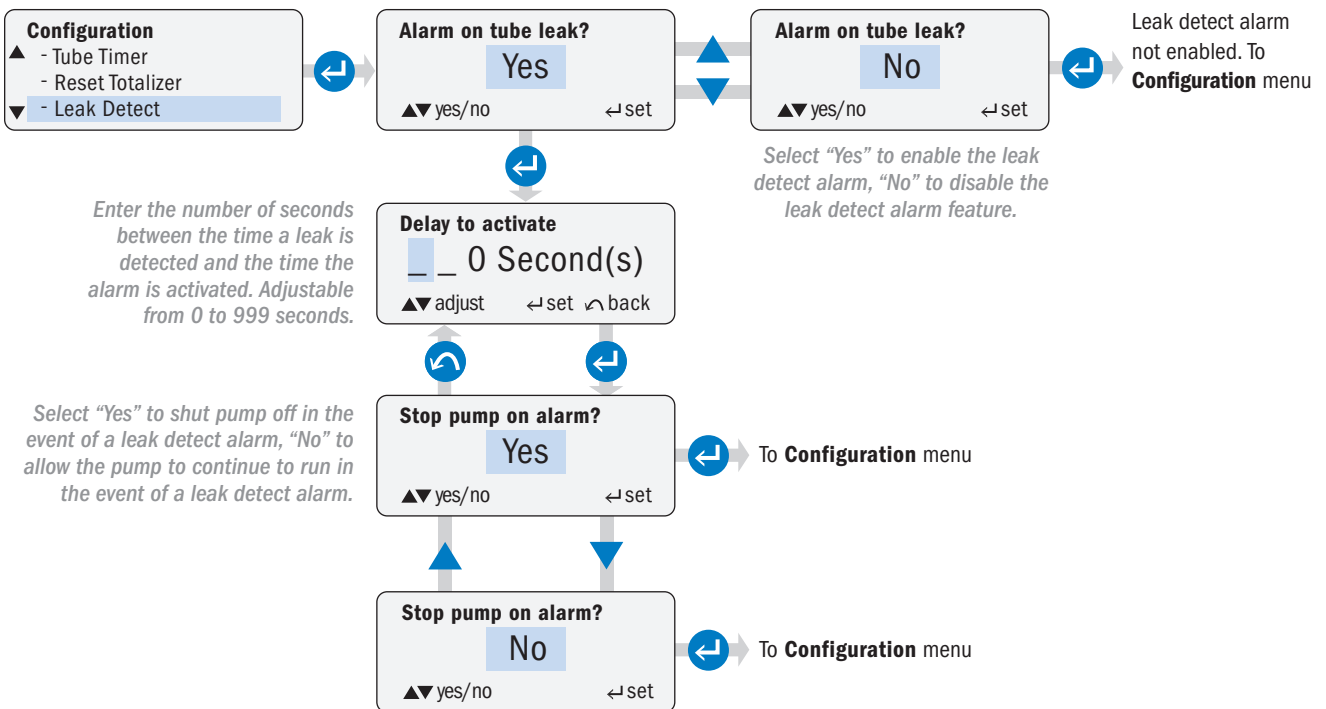 Configuration
- Tube Timer
- Reset Totalizer
- Leak Detect
Alarm on tube leak?
Yes
▲▼ yes/no ↵ set
Alarm on tube leak?
No
▲▼ yes/no ↵ set
Leak detect alarm
not enabled. To
Configuration menu
Select “Yes” to enable the leak
detect alarm, “No” to disable the
leak detect alarm feature.
Enter the number of seconds
between the time a leak is
detected and the time the
alarm is activated. Adjustable
from 0 to 999 seconds.
Delay to activate
_ _ 0 Second(s)
▲▼ adjust ↵ set ↶ back
Select “Yes” to shut pump off in the
event of a leak detect alarm, “No” to
allow the pump to continue to run in
the event of a leak detect alarm.
Stop pump on alarm?
Yes
▲▼ yes/no ↵ set
To Configuration menu
Stop pump on alarm?
No
▲▼ yes/no ↵ set
To Configuration menu